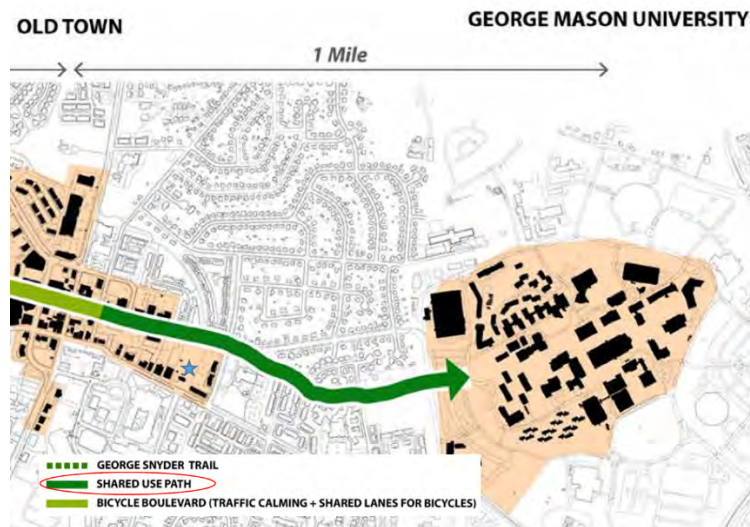 OLD TOWN
GEORGE MASON UNIVERSITY
1 Mile
GEORGE SNYDER TRAIL
SHARED USE PATH
BICYCLE BOULEVARD (TRAFFIC CALMING + SHARED LANES FOR BICYCLES)